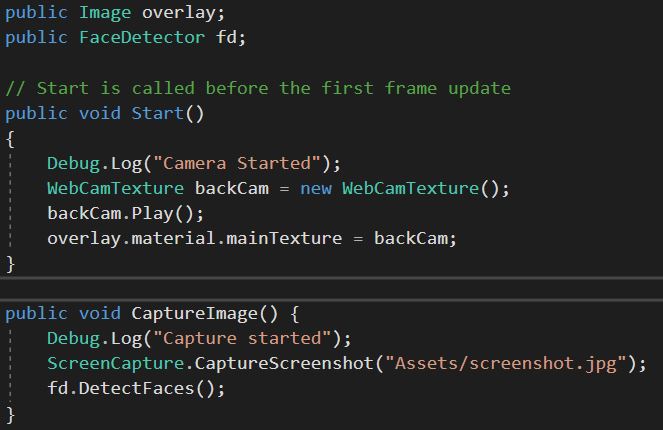 public Image overlay;
public FaceDetector fd;
// Start is called before the first frame update
public void Start()
{
Debug.Log("Camera Started");
WebCamTexture backCam = new WebCamTexture();
backCam.Play();
overlay.material.mainTexture = backCam;
}
public void CaptureImage() {
Debug.Log("Capture started");
ScreenCapture.CaptureScreenshot("Assets/screenshot.jpg");
fd.DetectFaces();
}